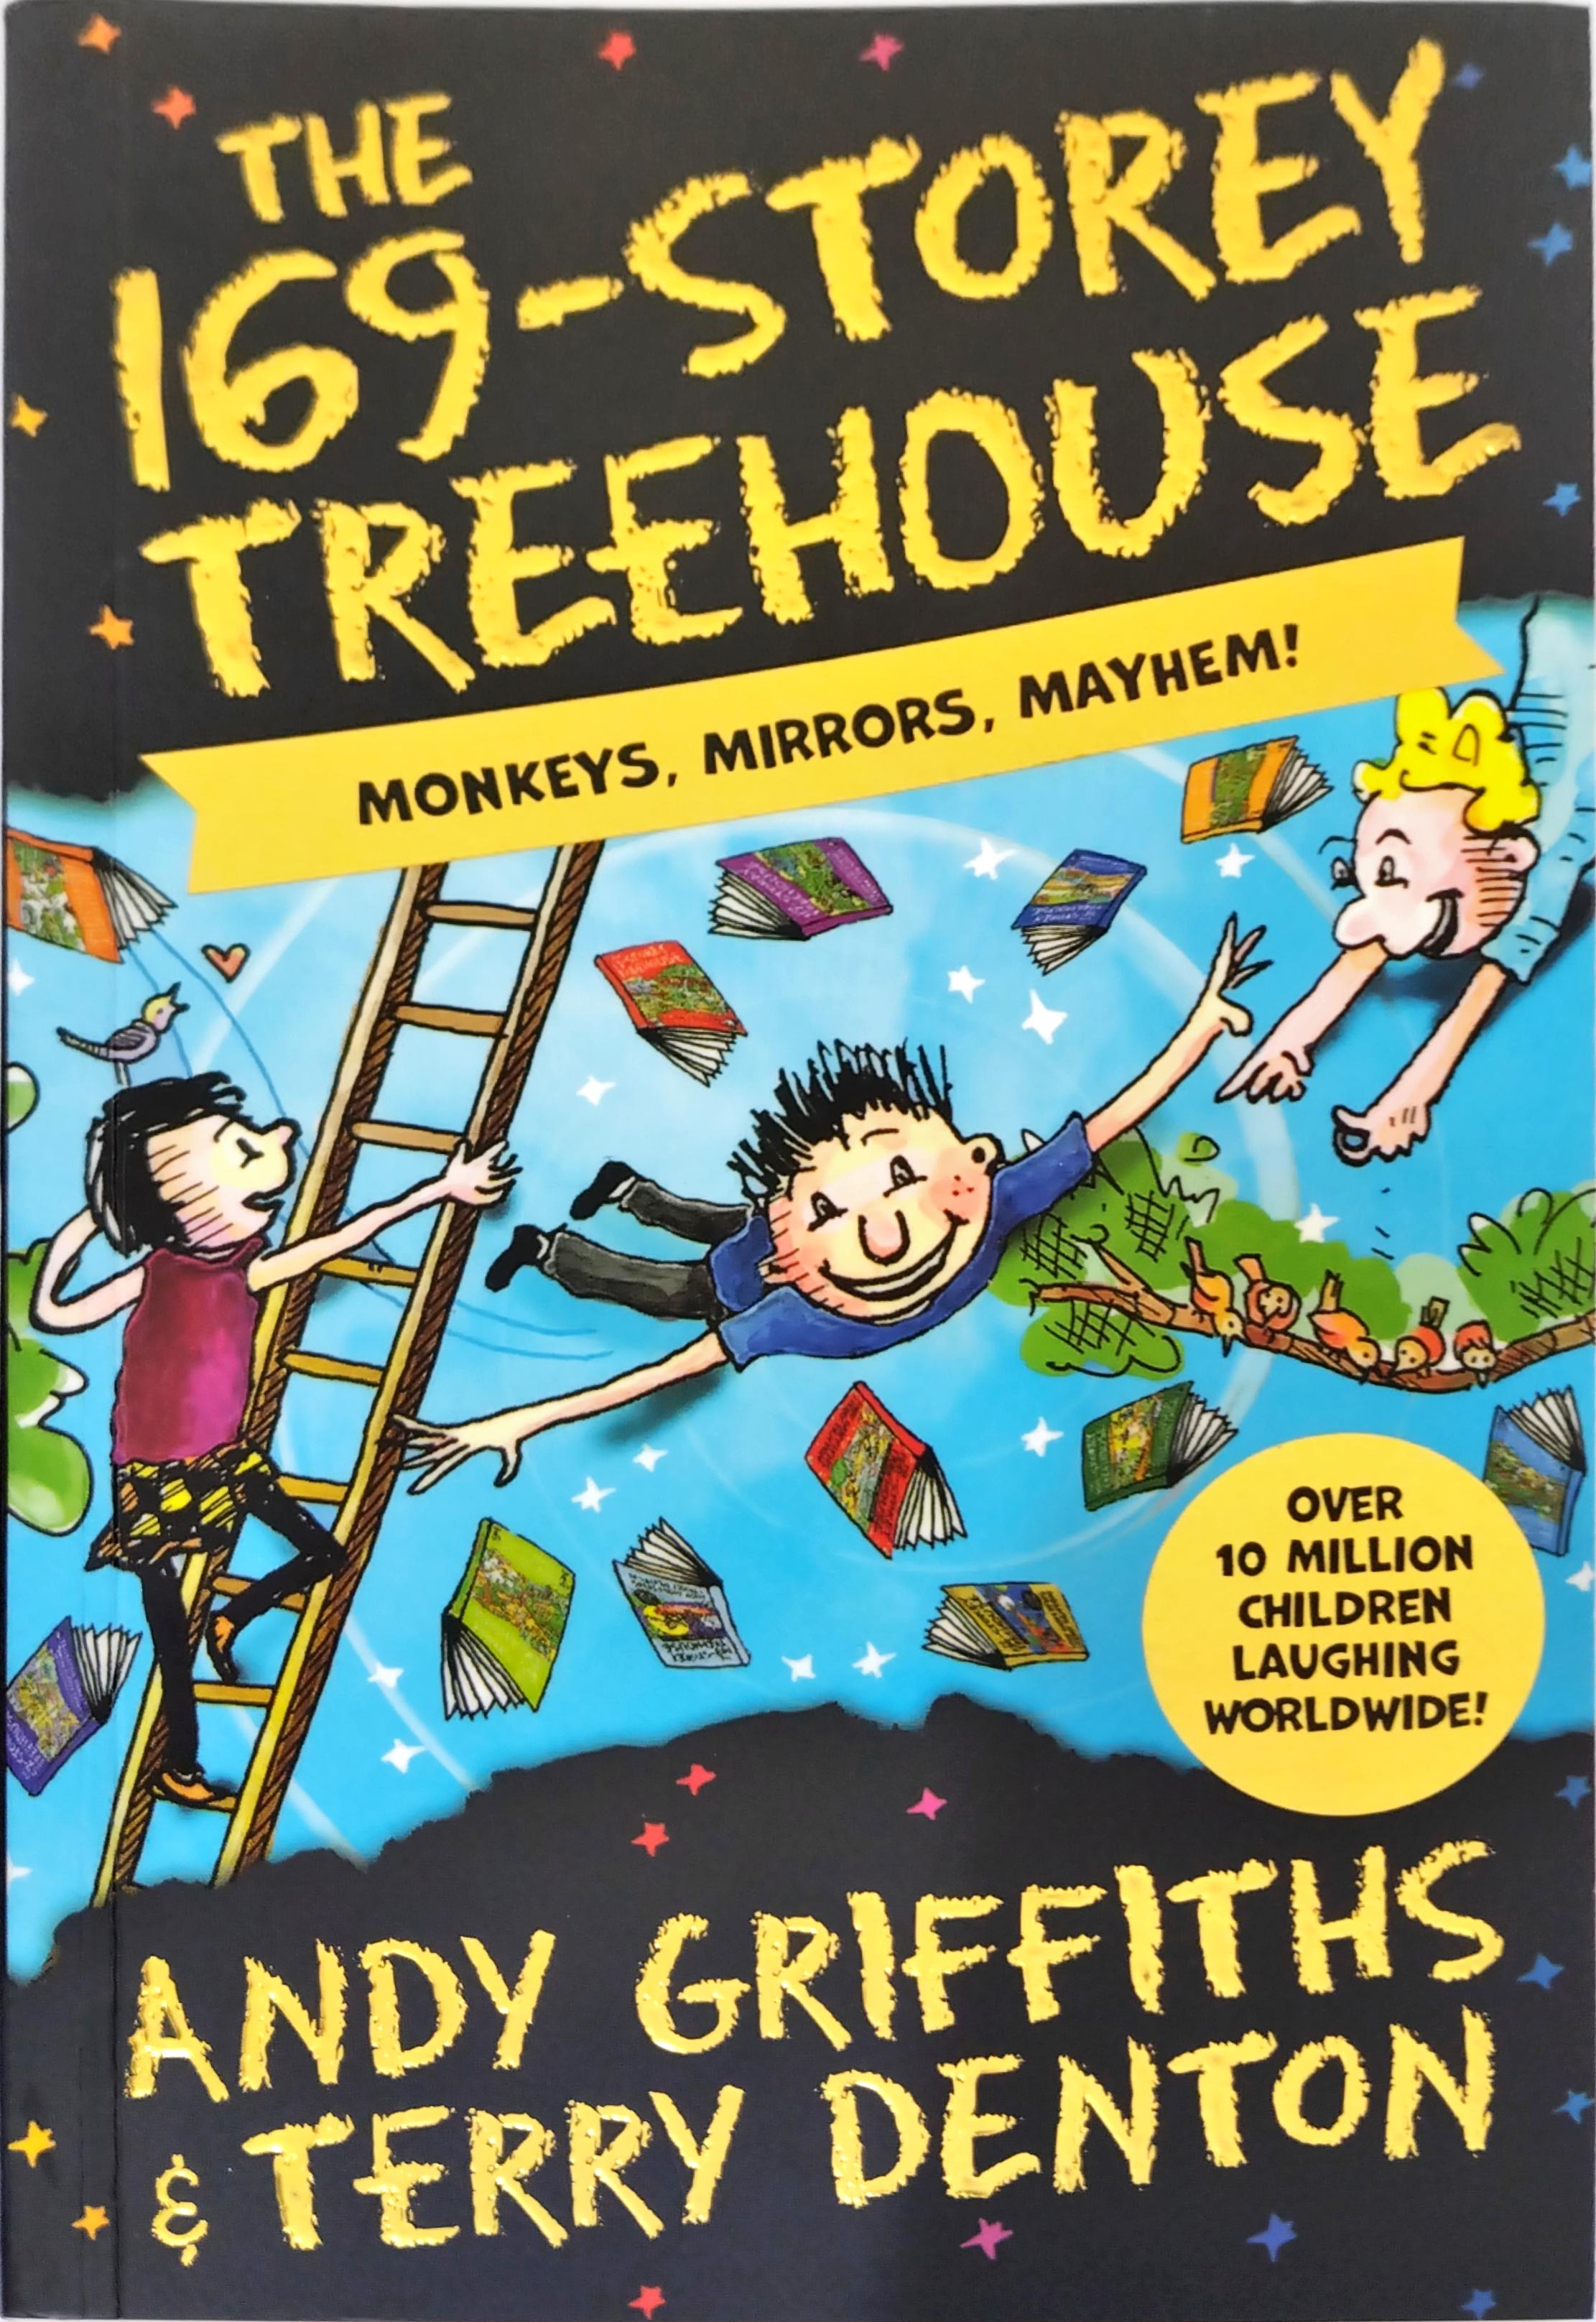 THE
169-STOREY
TREEHOUSE
MONKEYS, MIRRORS, MAYHEM!
OVER
10 MILLION
CHILDREN
LAUGHING
WORLDWIDE!
ANDY GRIFFITHS
& TERRY DENTON